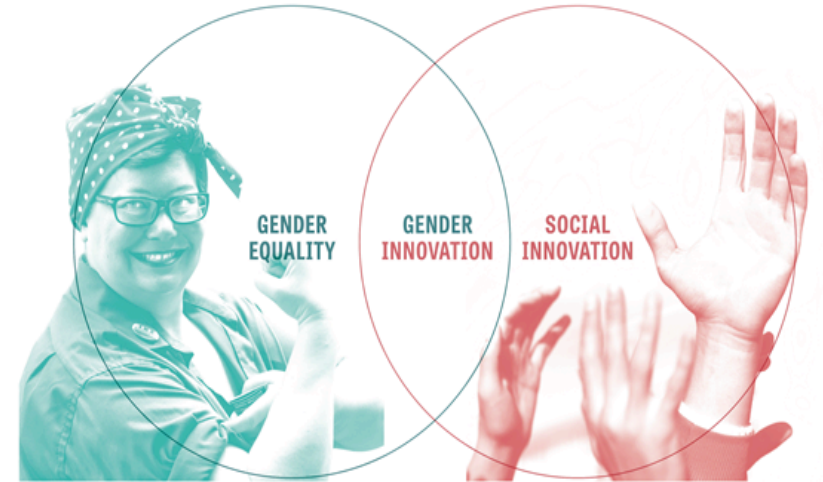 GENDER
EQUALITY
GENDER
INNOVATION
SOCIAL
INNOVATION